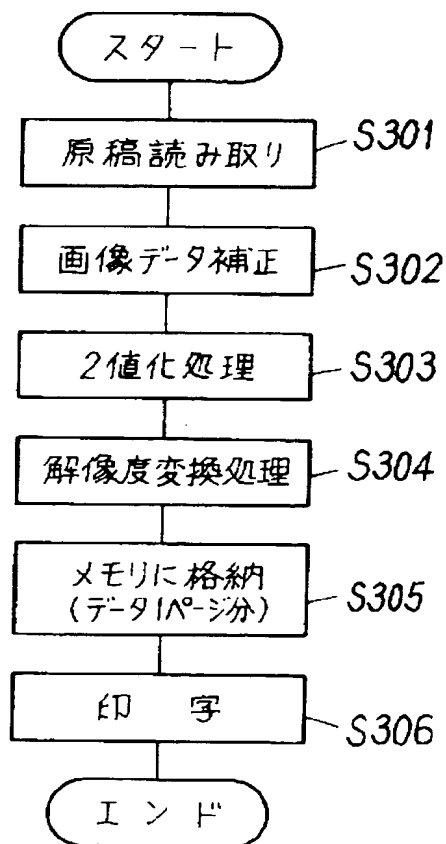 スタート
原稿読み取り
S301
画像データ補正
S302
2値化処理
S303
解像度変換処理
S304
メモリに格納
(データ1ページ分)
S305
印 字
S306
エンド